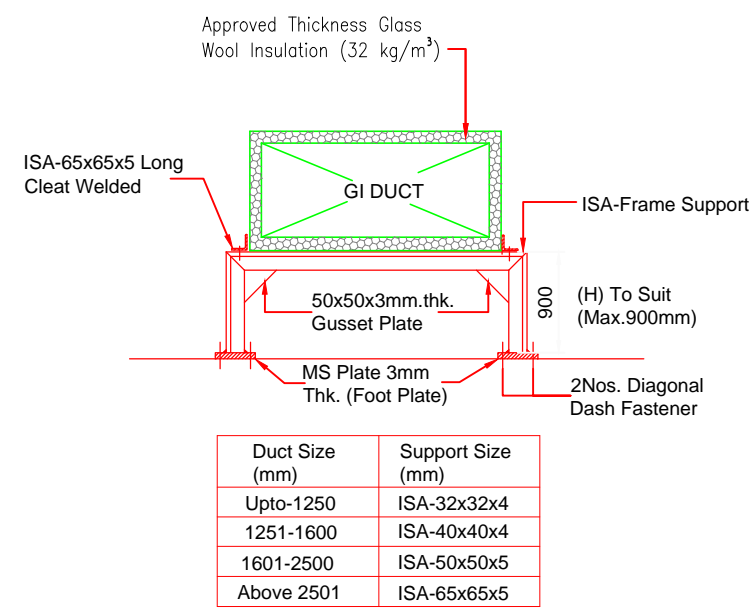 Approved Thickness Glass
Wool Insulation (32 kg/m³)
ISA-65x65x5 Long
Cleat Welded
GI DUCT
ISA-Frame Support
50x50x3mm.thk.
Gusset Plate
900
(H) To Suit
(Max.900mm)
MS Plate 3mm
Thk. (Foot Plate)
2Nos. Diagonal
Dash Fastener
Duct Size
(mm)
Support Size
(mm)
Upto-1250
ISA-32x32x4
1251-1600
ISA-40x40x4
1601-2500
ISA-50x50x5
Above 2501
ISA-65x65x5